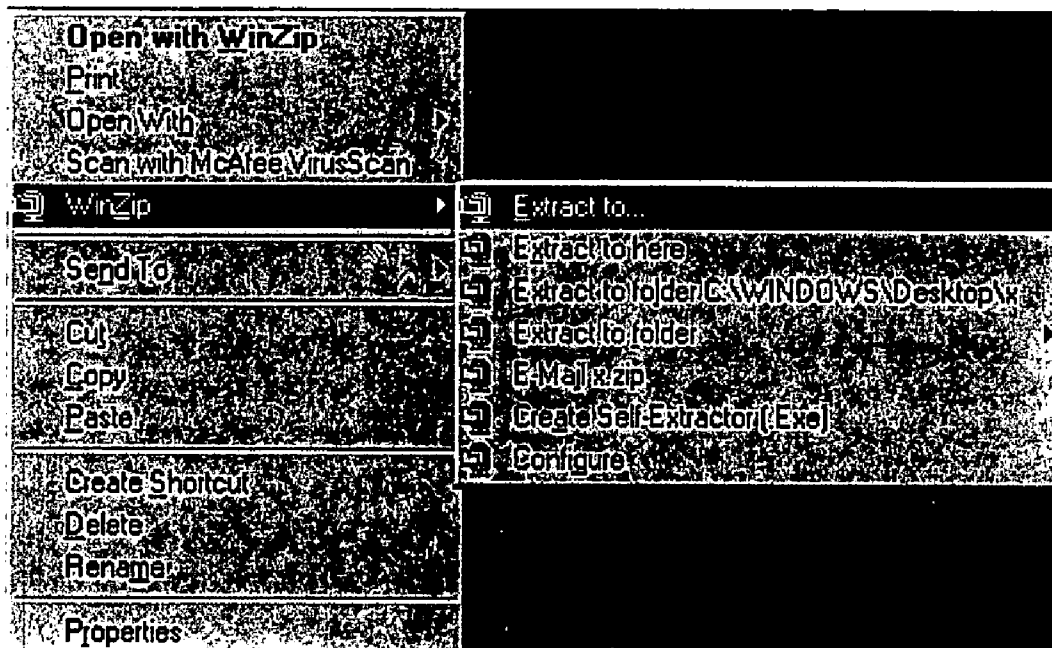 Open with WinZip
Print
Open With
Scan with McAfee VirusScan
WinZip
Send To
Cut
Copy
Paste
Create Shortcut
Delete
Rename
Properties
Extract to...
Extract to here
Extract to folder C:\WINDOWS\Desktop\x
Extract to folder
E-Mail x.zip
Create Self-Extractor (.Exe)
Configure